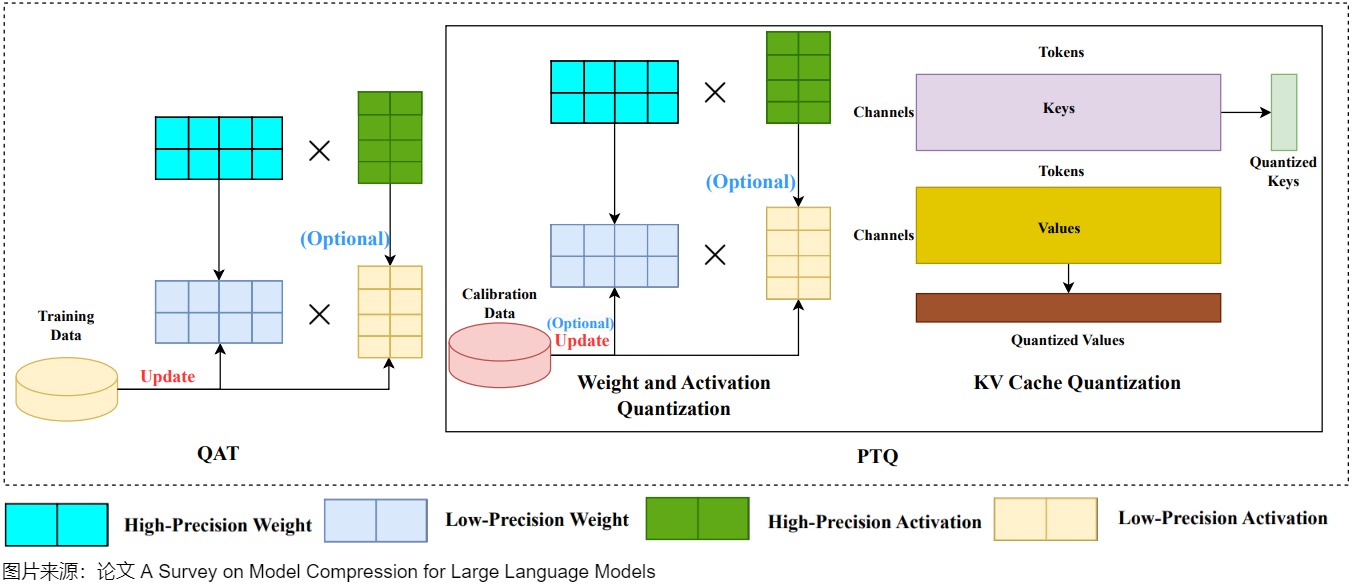 Training
Data
Update
(Optional)
×
×
QAT
Calibration
Data
(Optional)
Update
(Optional)
×
×
Weight and Activation
Quantization
Tokens
Channels
Keys
Quantized
Keys
Tokens
Channels
Values
Quantized Values
KV Cache Quantization
PTQ
High-Precision Weight
Low-Precision Weight
High-Precision Activation
Low-Precision Activation
图片来源：论文 A Survey on Model Compression for Large Language Models